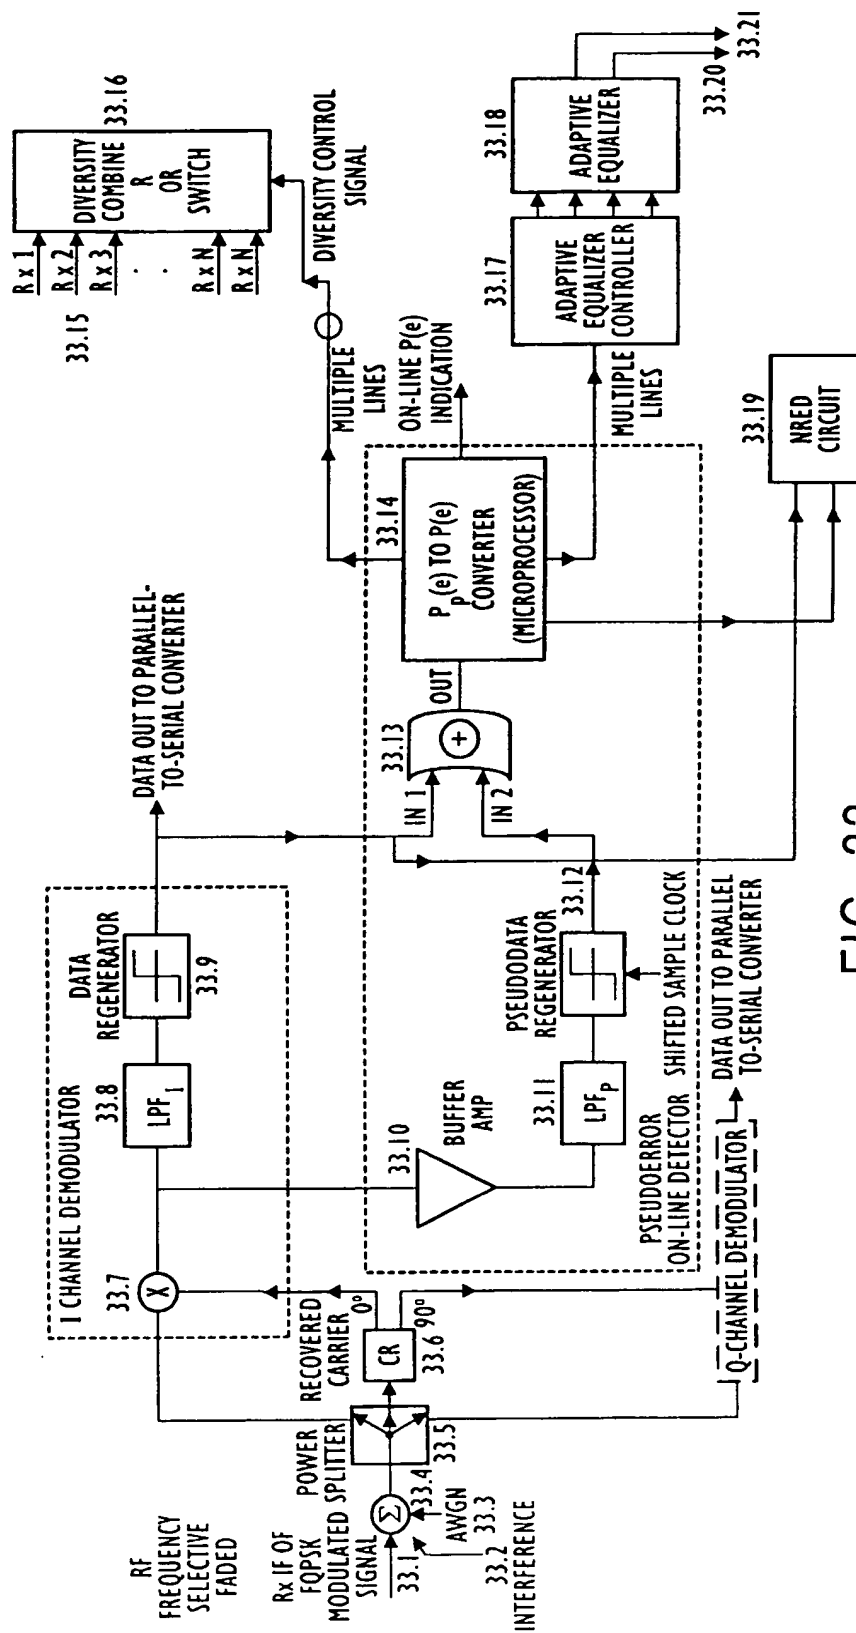 RF
FREQUENCY
SELECTIVE
FADED
Rx IF OF
FQPSK
MODULATED
SIGNAL
33.1
33.2
INTERFERENCE
AWGN
33.3
33.4
Σ
POWER
SPLITTER
33.5
CR
33.6
RECOVERED
CARRIER
0°
90°
I CHANNEL DEMODULATOR
33.7
X
33.8
LPF I
DATA
REGENERATOR
33.9
DATA OUT TO PARALLEL-
TO-SERIAL CONVERTER
33.10
BUFFER
AMP
33.11
LPF P
PSEUDODATA
REGENERATOR
33.12
SHIFTED SAMPLE CLOCK
PSEUDOERROR
ON-LINE DETECTOR
Q-CHANNEL DEMODULATOR
DATA OUT TO PARALLEL
TO-SERIAL CONVERTER
IN 1
IN 2
33.13
+
OUT
33.14
P p (e) TO P(e)
CONVERTER
(MICROPROCESSOR)
MULTIPLE
LINES
ON-LINE P(e)
INDICATION
MULTIPLE
LINES
DIVERSITY CONTROL
SIGNAL
33.15
Rx 1
Rx 2
Rx 3
. .
Rx N
Rx N
DIVERSITY
COMBINE
R
OR
SWITCH
33.16
33.17
ADAPTIVE
EQUALIZER
CONTROLLER
33.18
ADAPTIVE
EQUALIZER
33.19
NRED
CIRCUIT
33.20
33.21